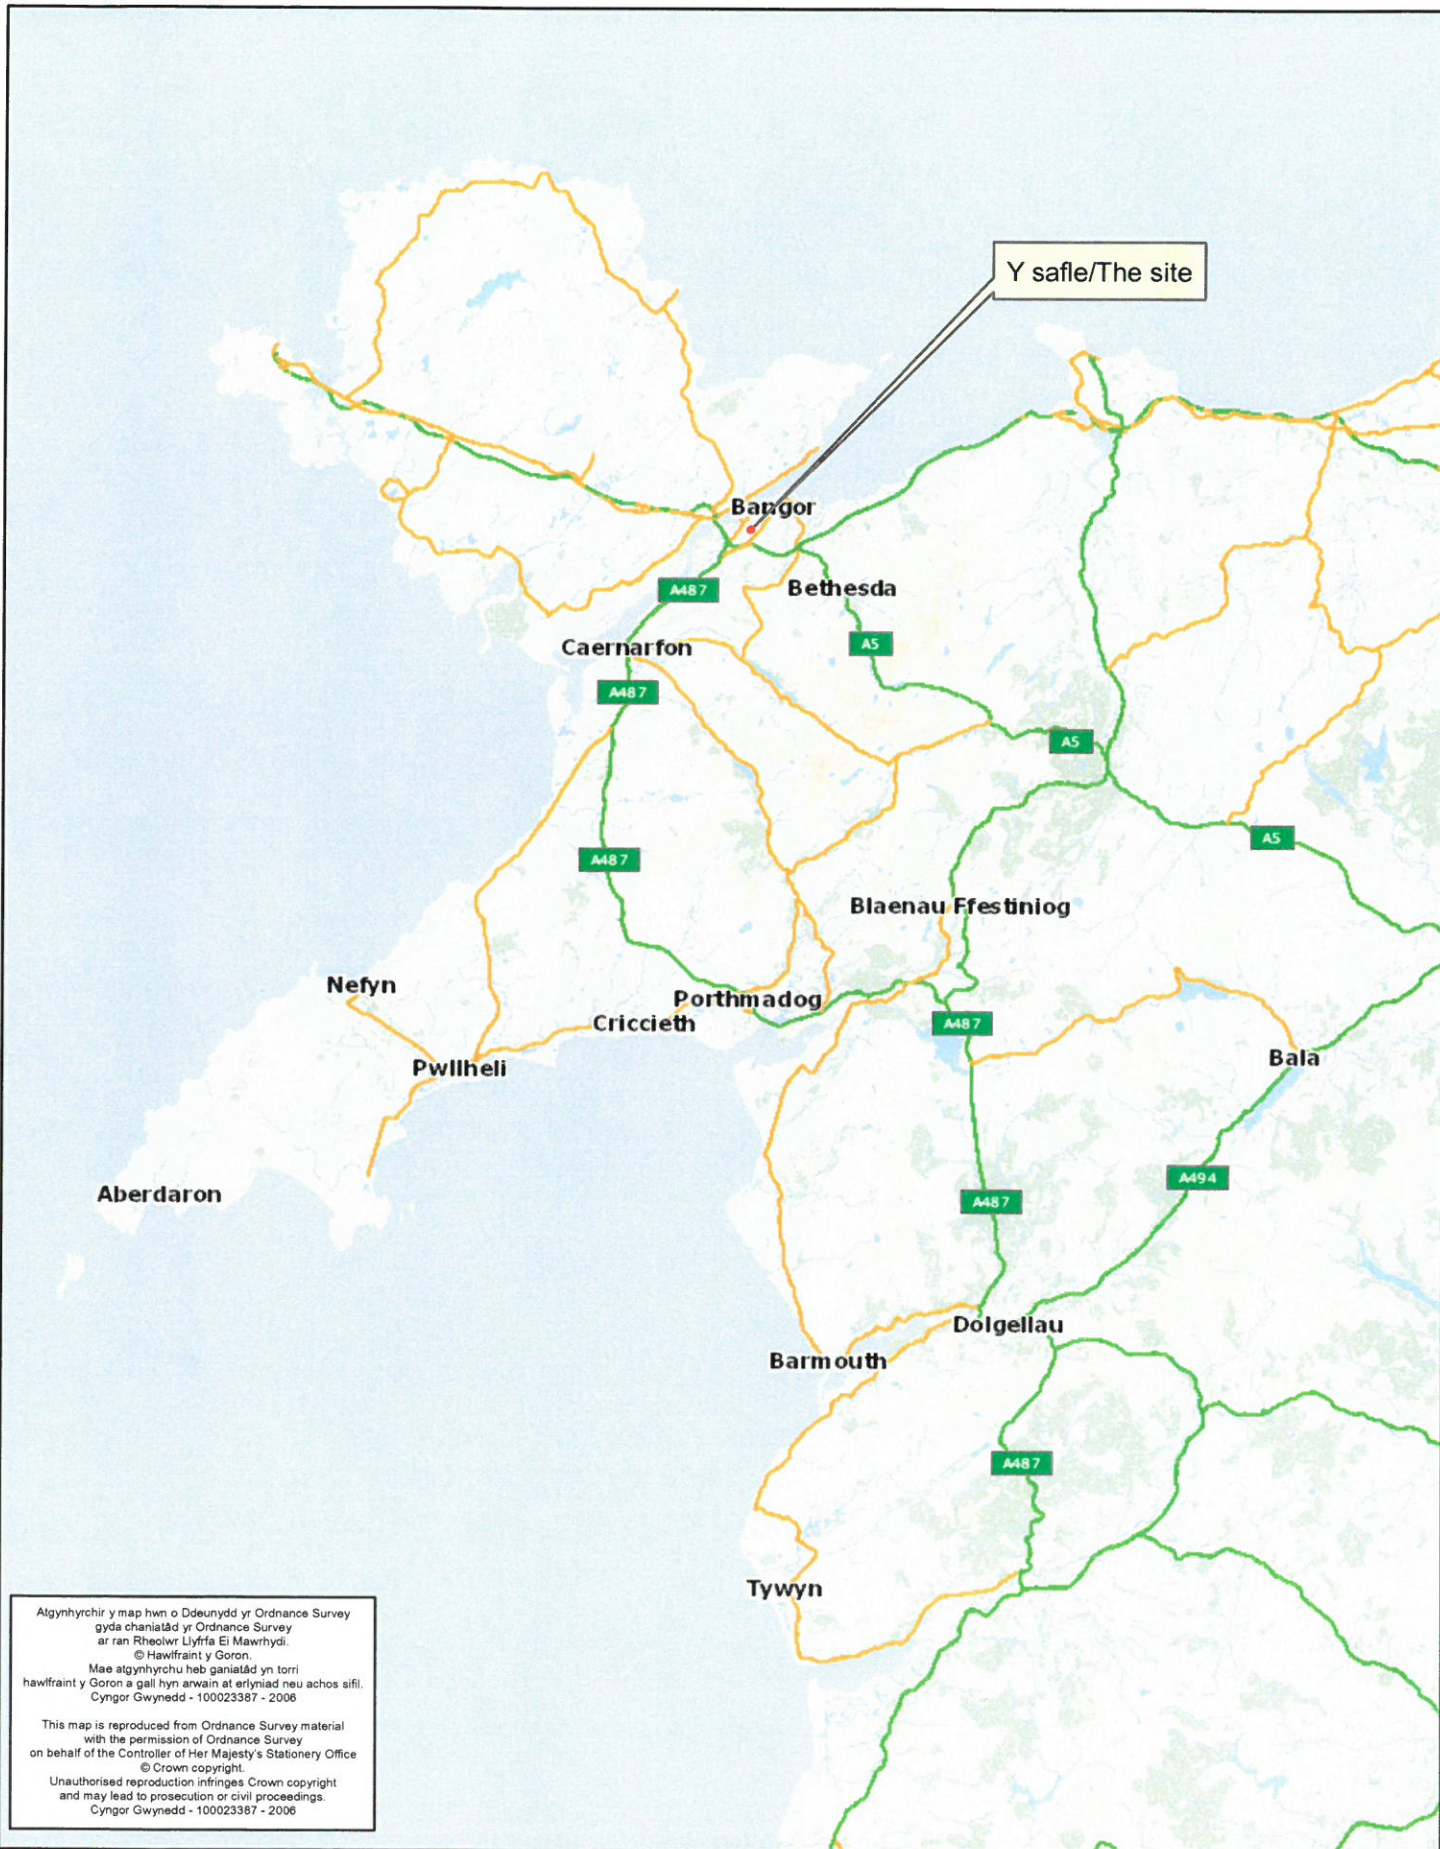 Y safle/The site
Bangor
A487
Bethesda
A5
Caernarfon
A487
A5
A5
A487
Blaenau Ffestiniog
Nefyn
Porthmadog
Criccieth
A487
Pwllheli
Bala
A494
Aberdaron
A487
Dolgellau
Barmouth
A487
Tywyn
Atgynhyrchir y map hwn o Ddeunydd yr Ordnance Survey
gyda chaniatâd yr Ordnance Survey
ar ran Rheolwr Llyfrfa Ei Mawrhydi.
© Hawlfraint y Goron.
Mae atgynhyrchu heb ganiatâd yn torri
hawlfraint y Goron a gall hyn arwain at erlyniad neu achos sifil.
Cyngor Gwynedd - 100023387 - 2006
This map is reproduced from Ordnance Survey material
with the permission of Ordnance Survey
on behalf of the Controller of Her Majesty's Stationery Office
© Crown copyright.
Unauthorised reproduction infringes Crown copyright
and may lead to prosecution or civil proceedings.
Cyngor Gwynedd - 100023387 - 2006